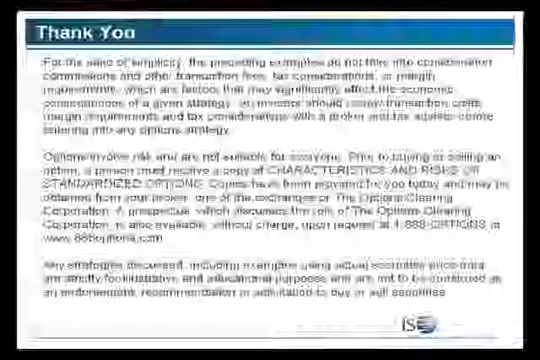 Thank You
For the sake of simplicity, the preceding examples do not take into consideration
commissions and other transaction fees, tax considerations, or margin
requirements, which are factors that may significantly affect the economic
consequences of a given strategy. An investor should review transaction costs,
margin requirements and tax considerations with a broker and tax advisor before
entering into any options strategy.
Options involve risk and are not suitable for everyone. Prior to buying or selling an
option, a person must receive a copy of CHARACTERISTICS AND RISKS OF
STANDARDIZED OPTIONS. Copies have been provided for you today and may be
obtained from your broker, one of the exchanges or The Options Clearing
Corporation. A prospectus, which discusses the role of The Options Clearing
Corporation, is also available, without charge, upon request at 1-888-OPTIONS or
www.888options.com
Any strategies discussed, including examples using actual securities price data,
are strictly for illustrative and educational purposes and are not to be construed as
an endorsement, recommendation or solicitation to buy or sell securities.